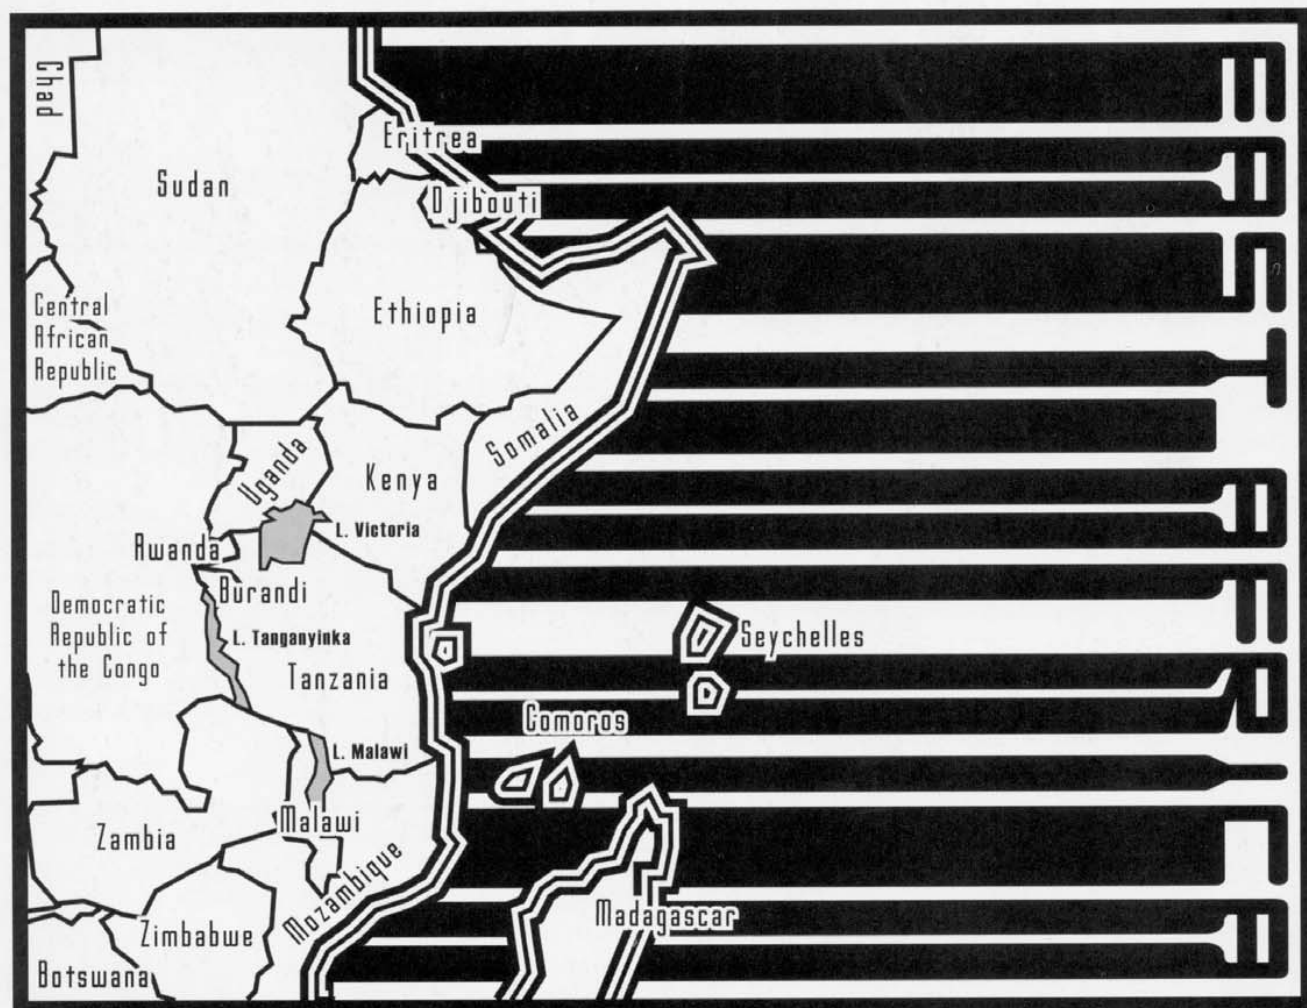 EAST AFRICA
Chad
Eritrea
Sudan
Djibouti
Ethiopia
Central
African
Republic
Somalia
Uganda
Kenya
L. Victoria
Rwanda
Burandi
Democratic
Republic of
the Congo
L. Tanganyinka
Tanzania
Seychelles
Comoros
L. Malawi
Malawi
Zambia
Mozambique
Madagascar
Zimbabwe
Botswana